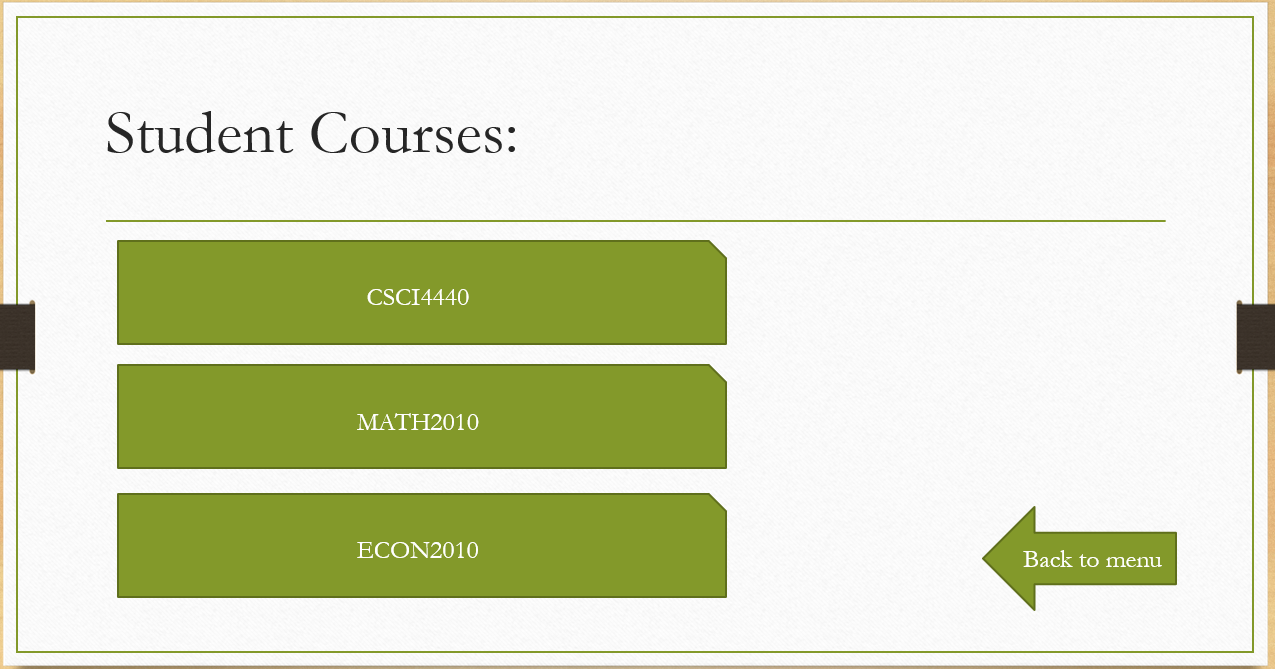 Student Courses:
CSCI4440
MATH2010
ECON2010
Back to menu